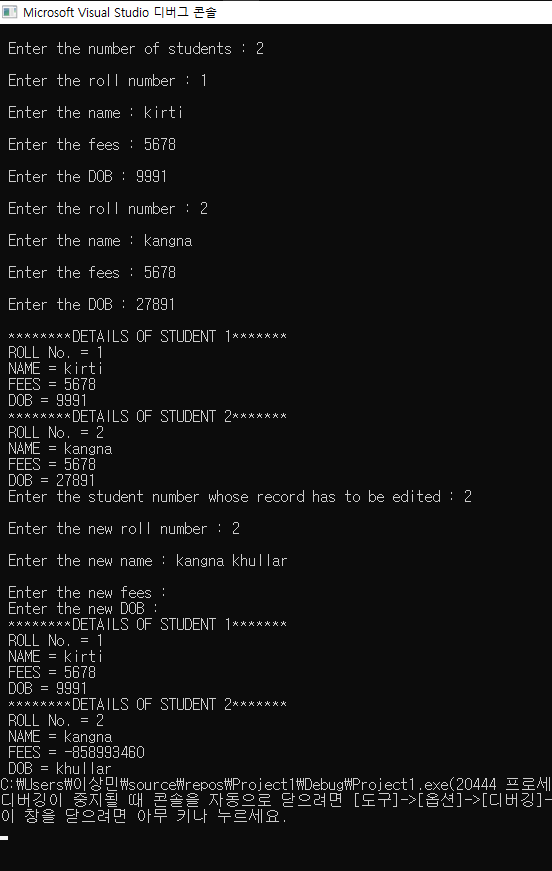 Microsoft Visual Studio 디버그 콘솔
Enter the number of students : 2
Enter the roll number : 1
Enter the name : kirti
Enter the fees : 5678
Enter the DOB : 9991
Enter the roll number : 2
Enter the name : kangna
Enter the fees : 5678
Enter the DOB : 27891
********DETAILS OF STUDENT 1*******
ROLL No. = 1
NAME = kirti
FEES = 5678
DOB = 9991
********DETAILS OF STUDENT 2*******
ROLL No. = 2
NAME = kangna
FEES = 5678
DOB = 27891
Enter the student number whose record has to be edited : 2
Enter the new roll number : 2
Enter the new name : kangna khullar
Enter the new fees :
Enter the new DOB :
********DETAILS OF STUDENT 1*******
ROLL No. = 1
NAME = kirti
FEES = 5678
DOB = 9991
********DETAILS OF STUDENT 2*******
ROLL No. = 2
NAME = kangna
FEES = -858993460
DOB = khullar
C:₩Users₩이상민₩source₩repos₩Project1₩Debug₩Project1.exe(20444 프로세
디버깅이 중지될 때 콘솔을 자동으로 닫으려면 [도구]->[옵션]->[디버깅]-
이 창을 닫으려면 아무 키나 누르세요.